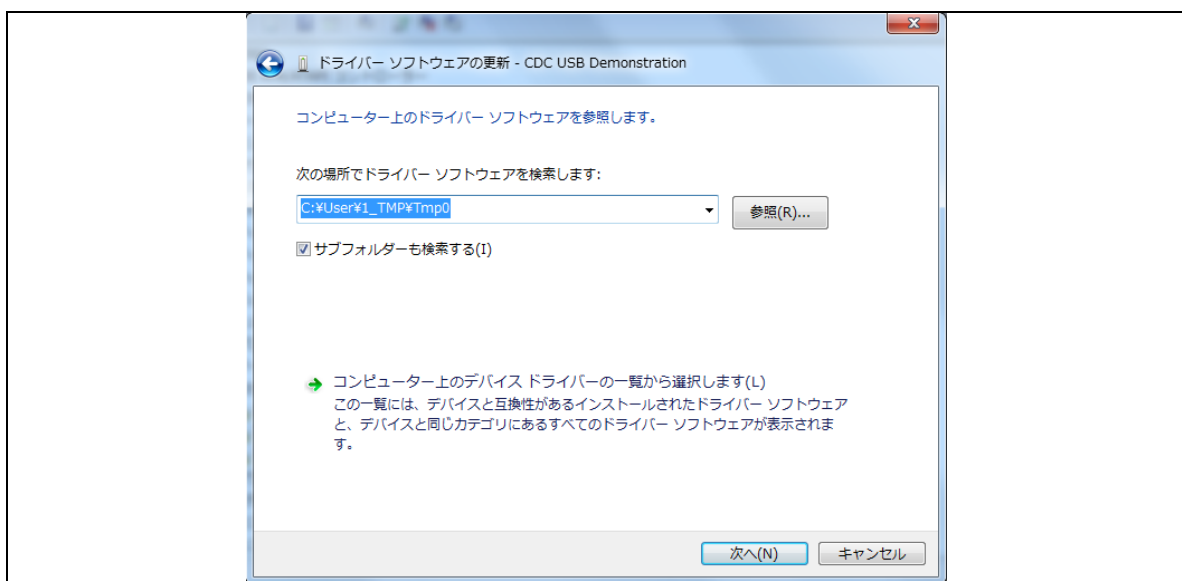 ドライバー ソフトウェアの更新 - CDC USB Demonstration
コンピューター上のドライバー ソフトウェアを参照します。
次の場所でドライバー ソフトウェアを検索します:
C:¥User¥1_TMP¥Tmp0
参照(R)...
サブフォルダーも検索する(I)
コンピューター上のデバイス ドライバーの一覧から選択します(L)
この一覧には、デバイスと互換性があるインストールされたドライバー ソフトウェア
と、デバイスと同じカテゴリにあるすべてのドライバー ソフトウェアが表示されま
す。
次へ(N)
キャンセル